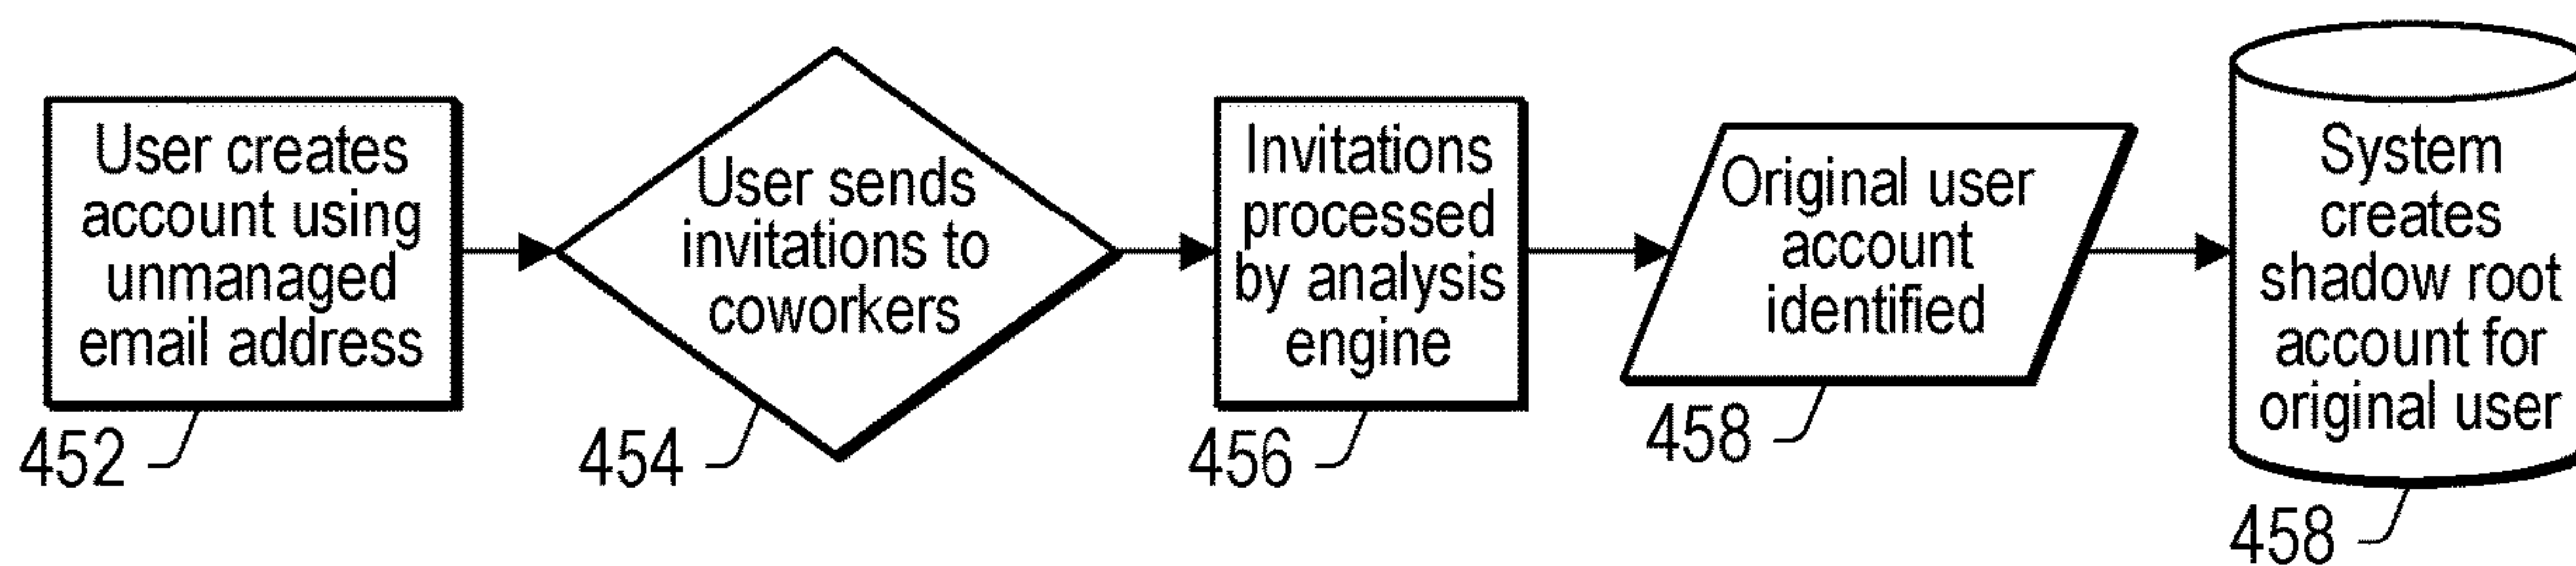 User creates
account using
unmanaged
email address
452
User sends
invitations to
coworkers
454
Invitations
processed
by analysis
engine
456
Original user
account
identified
458
System
creates
shadow root
account for
original user
458